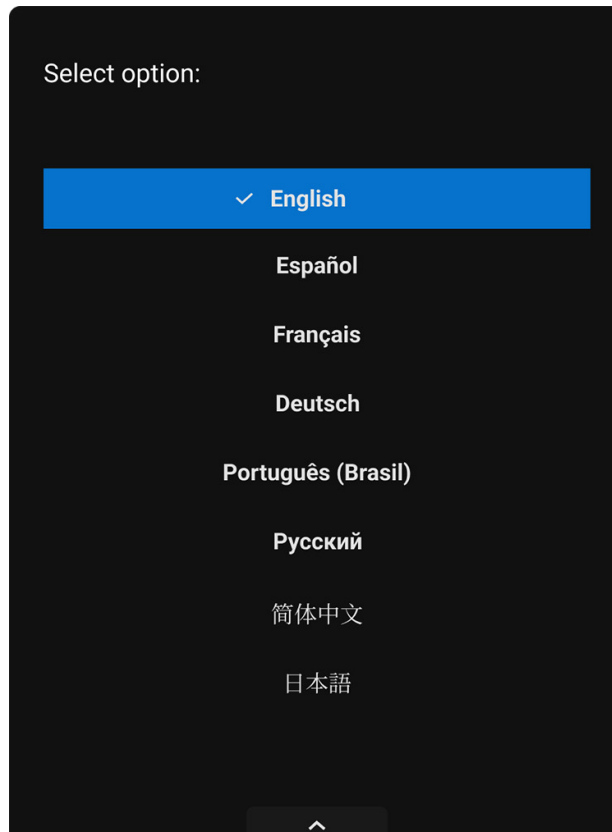 Select option:
English
Español
Français
Deutsch
Português (Brasil)
Русский
简体中文
日本語